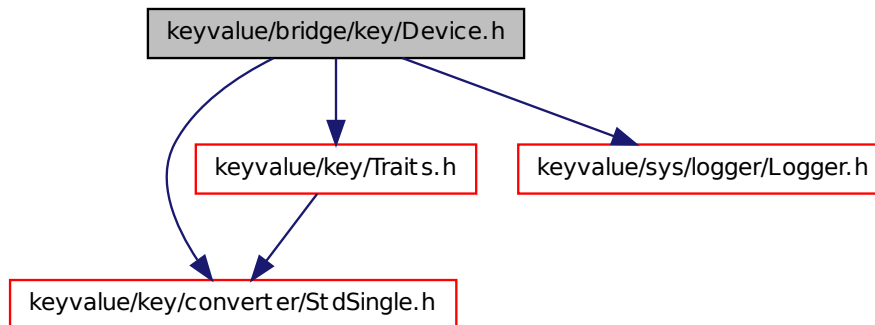 keyvalue/bridge/key/Device.h
keyvalue/key/Traits.h
keyvalue/sys/logger/Logger.h
keyvalue/key/converter/StdSingle.h